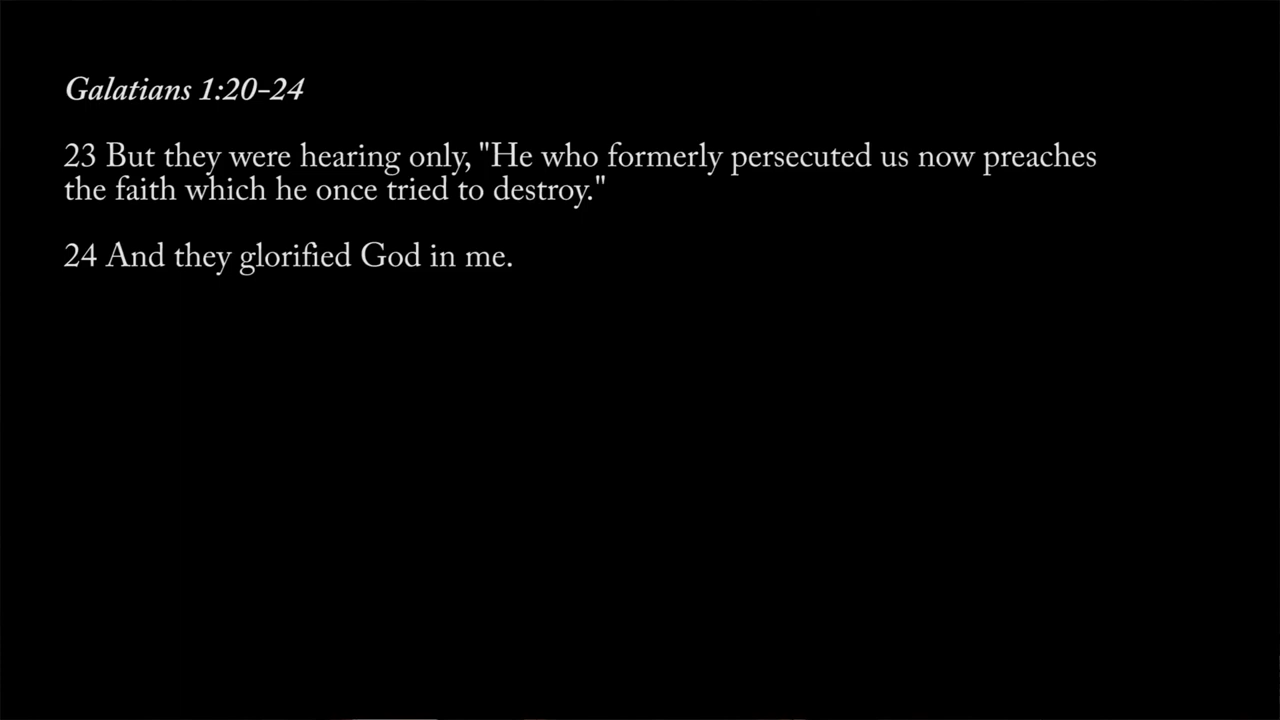 Galatians 1:20-24
23 But they were hearing only, "He who formerly persecuted us now preaches
the faith which he once tried to destroy."
24 And they glorified God in me.